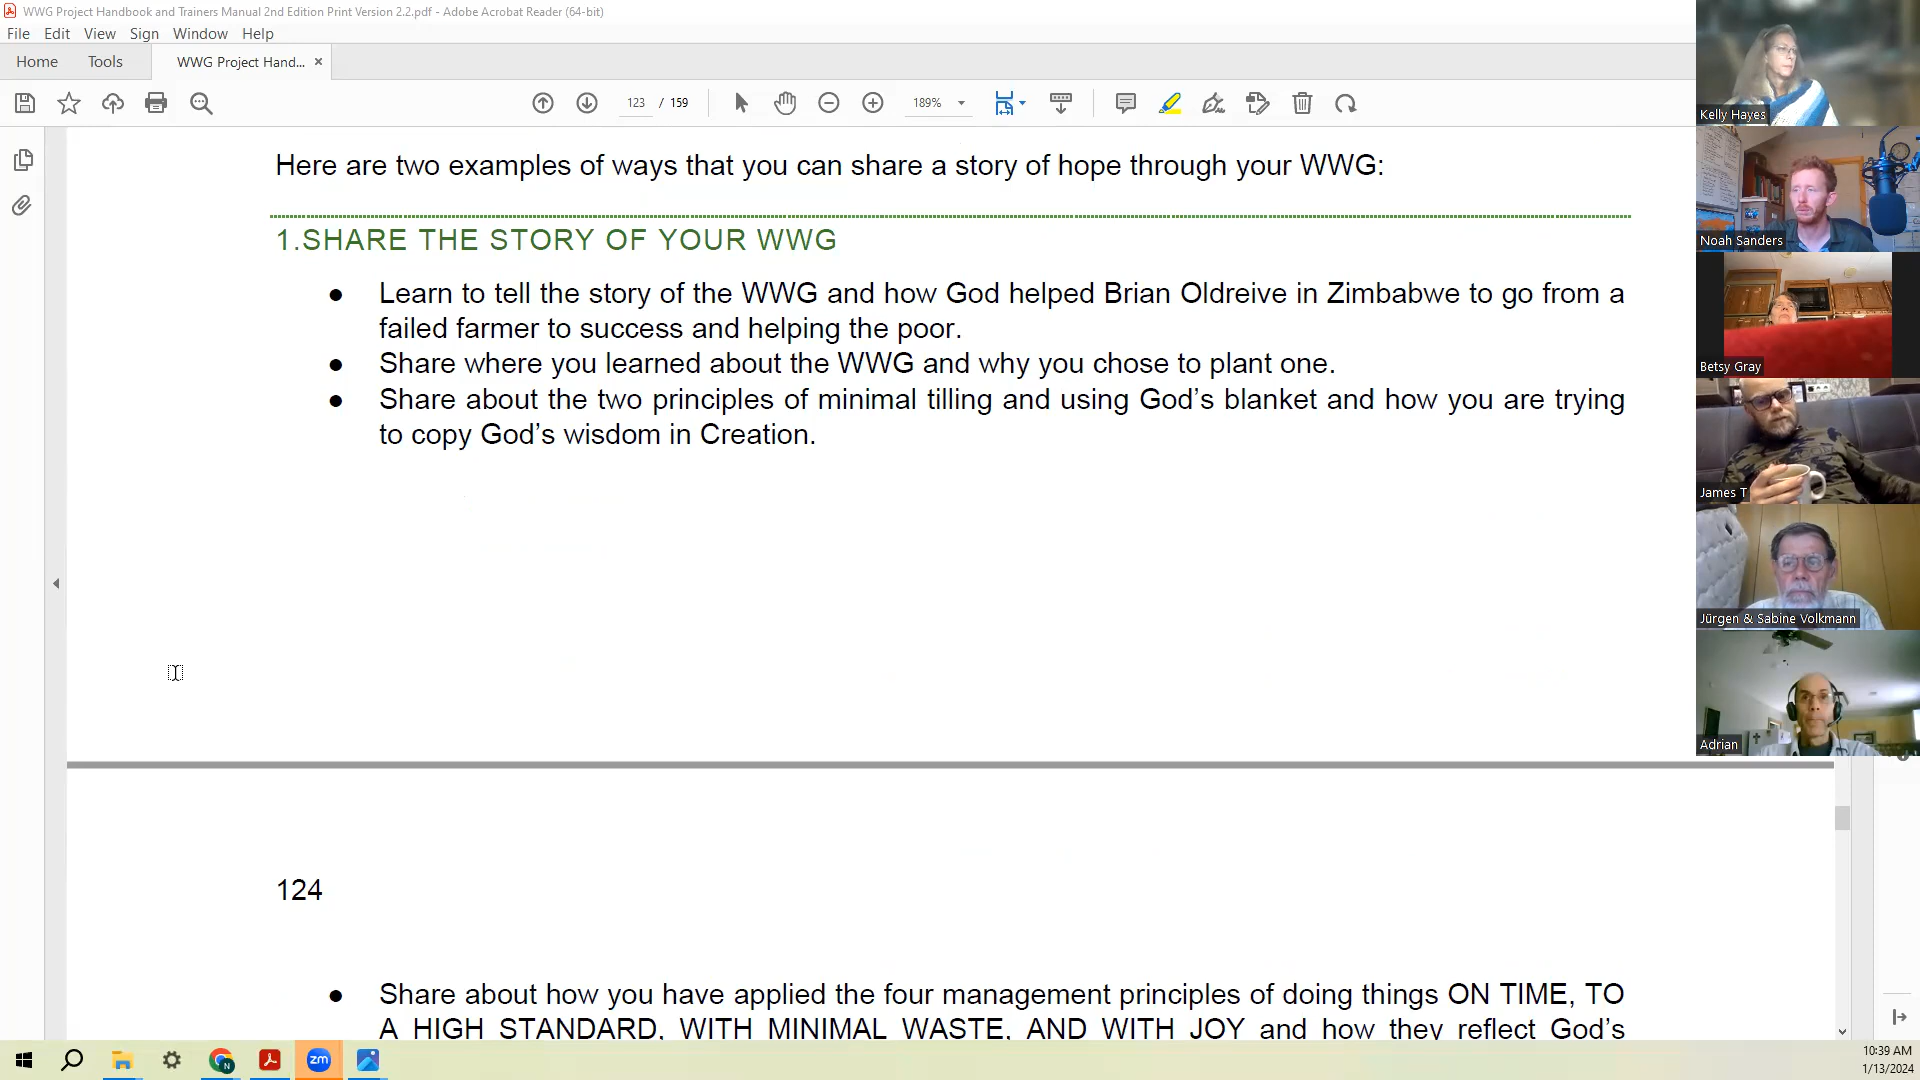 WWG Project Handbook and Trainers Manual 2nd Edition Print Version 2.2.pdf - Adobe Acrobat Reader (64-bit)
File Edit View Sign Window Help
Home Tools WWG Project Hand... ×
123 / 159 189%
Here are two examples of ways that you can share a story of hope through your WWG:
1.SHARE THE STORY OF YOUR WWG
● Learn to tell the story of the WWG and how God helped Brian Oldreive in Zimbabwe to go from a
failed farmer to success and helping the poor.
● Share where you learned about the WWG and why you chose to plant one.
● Share about the two principles of minimal tilling and using God’s blanket and how you are trying
to copy God’s wisdom in Creation.
124
● Share about how you have applied the four management principles of doing things ON TIME, TO
A HIGH STANDARD, WITH MINIMAL WASTE, AND WITH JOY and how they reflect God’s
Kelly Hayes
Noah Sanders
Betsy Gray
James T
Jürgen & Sabine Volkmann
Adrian
N
zm
10:39 AM
1/13/2024